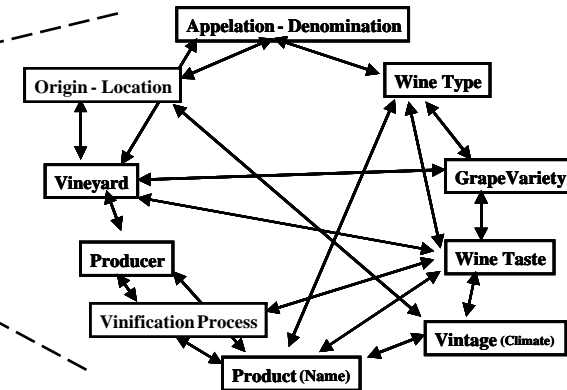 Appelation - Denomination
Origin - Location
Wine Type
Vineyard
GrapeVariety
Producer
Wine Taste
Vinification Process
Vintage (Climate)
Product (Name)